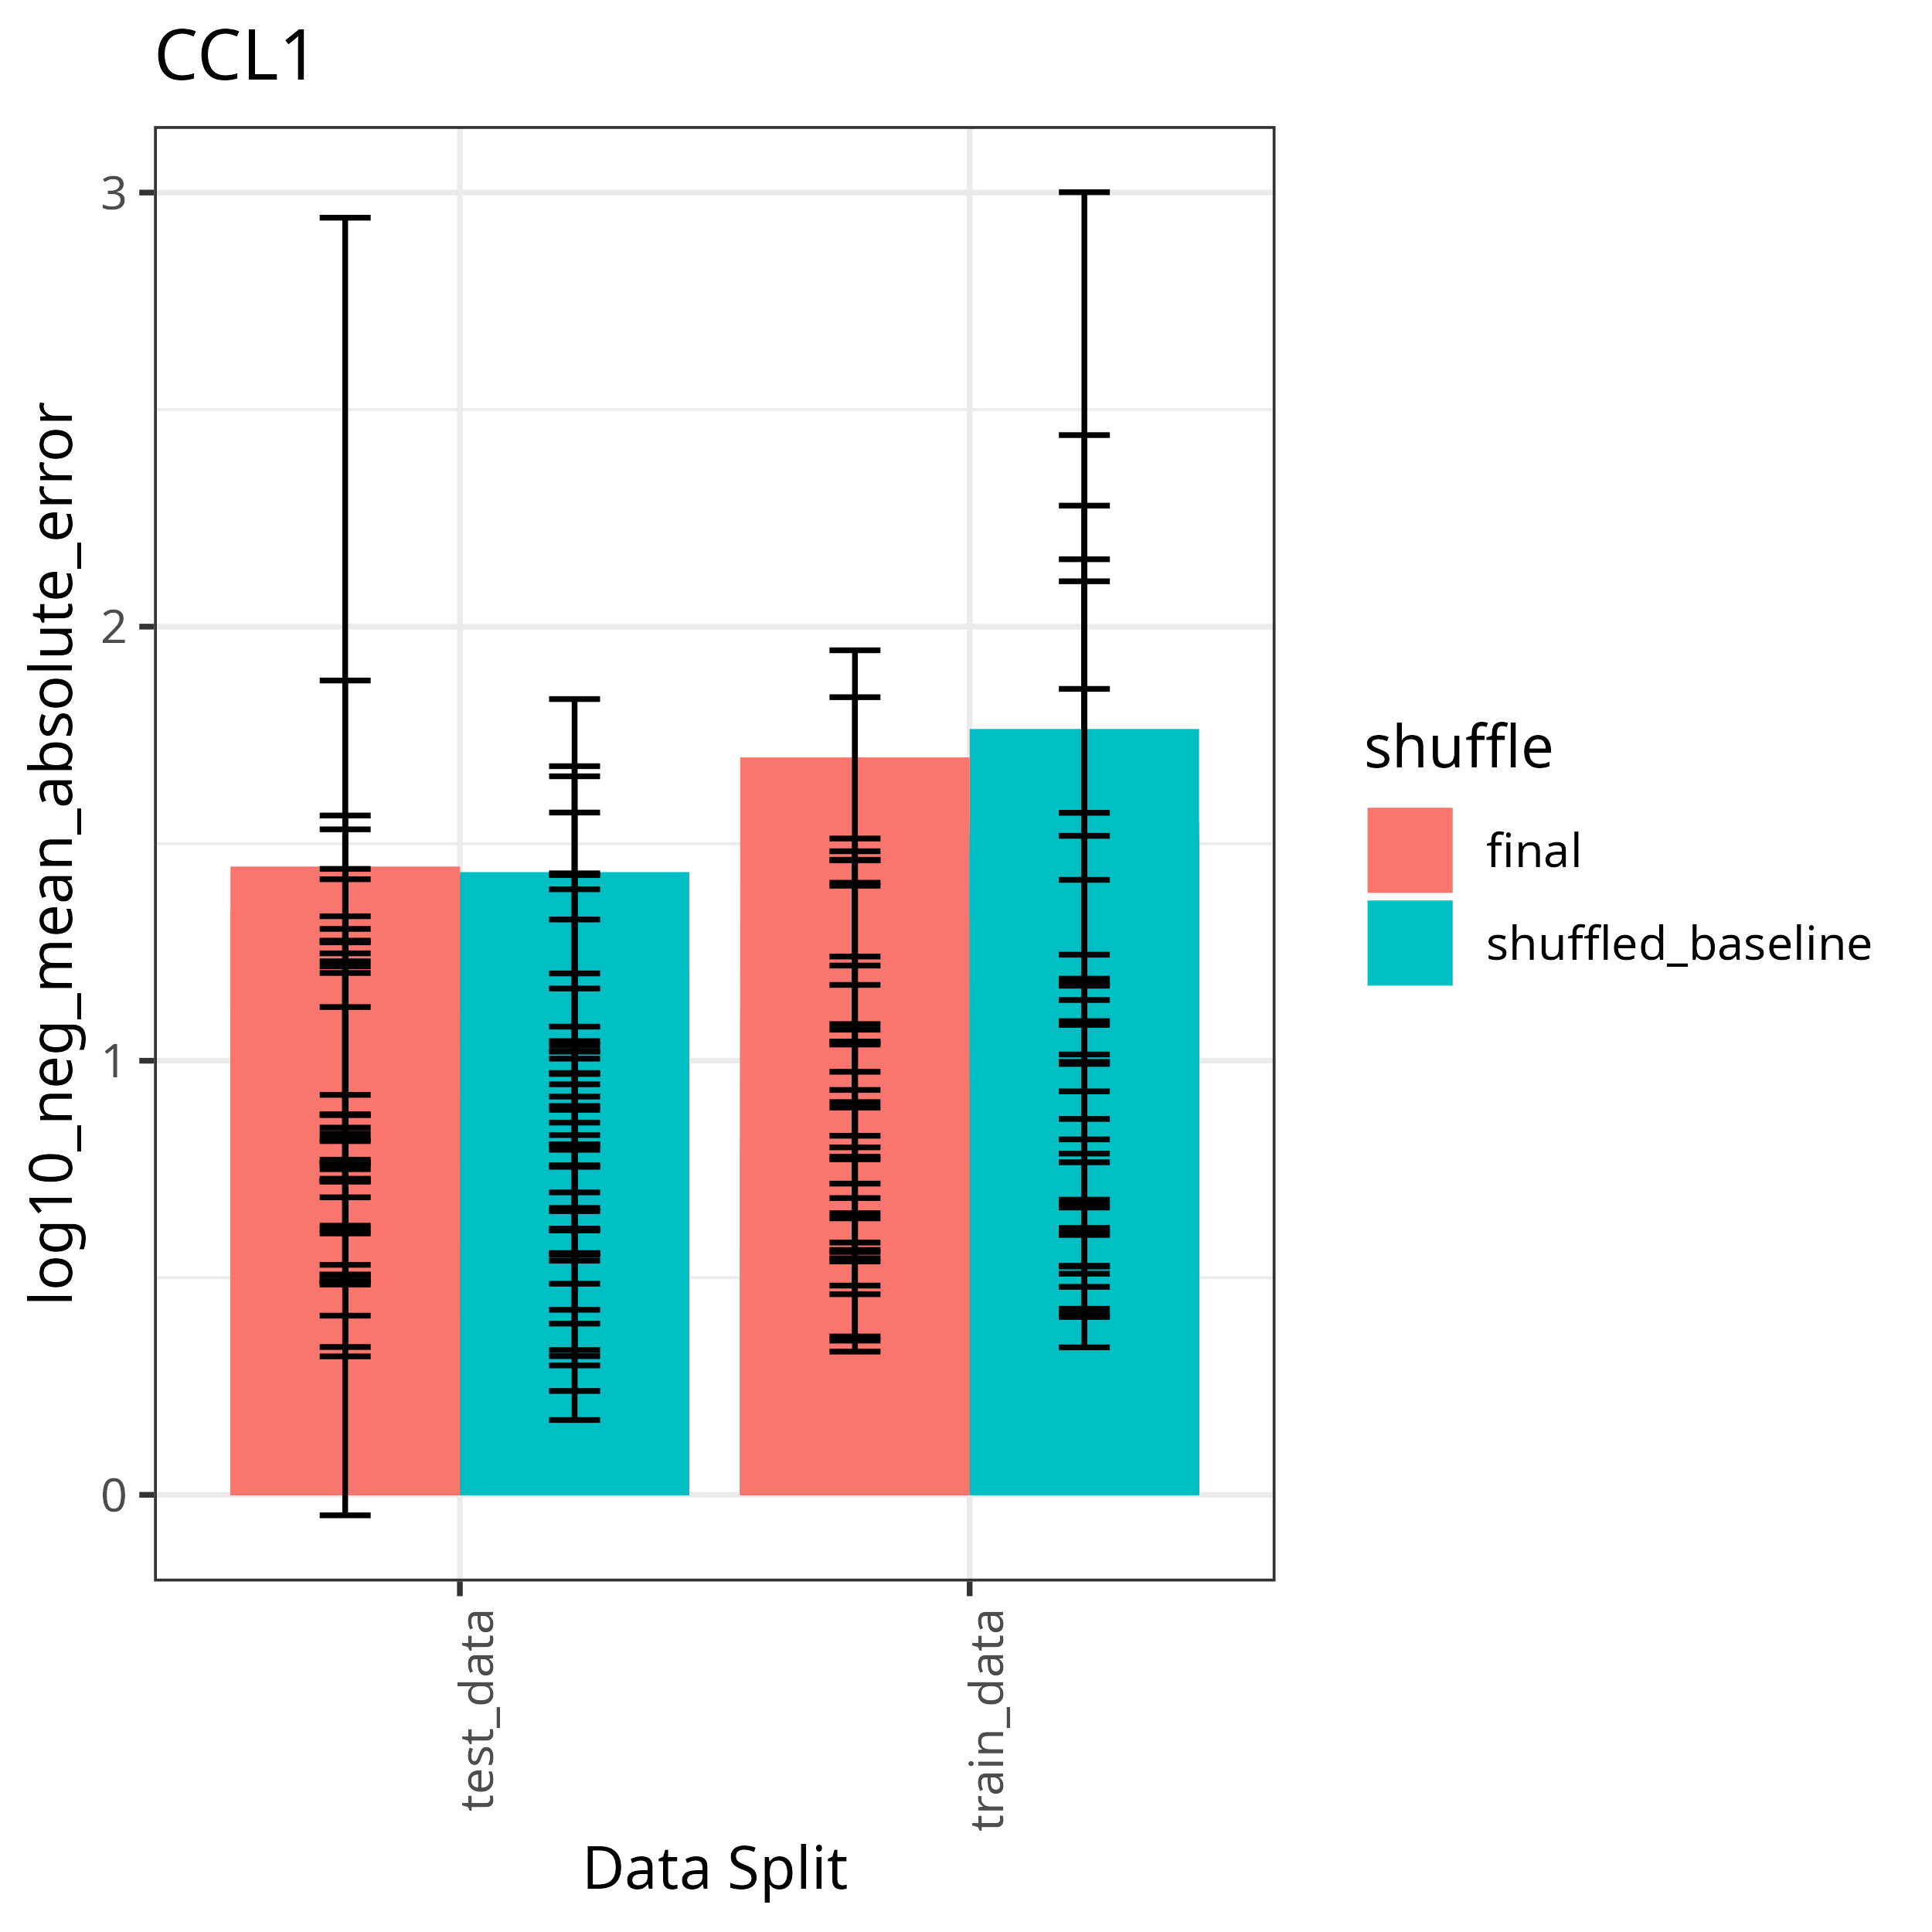 CCL1
log10_neg_mean_absolute_error
3
2
1
0
test_data
train_data
Data Split
shuffle
final
shuffled_baseline